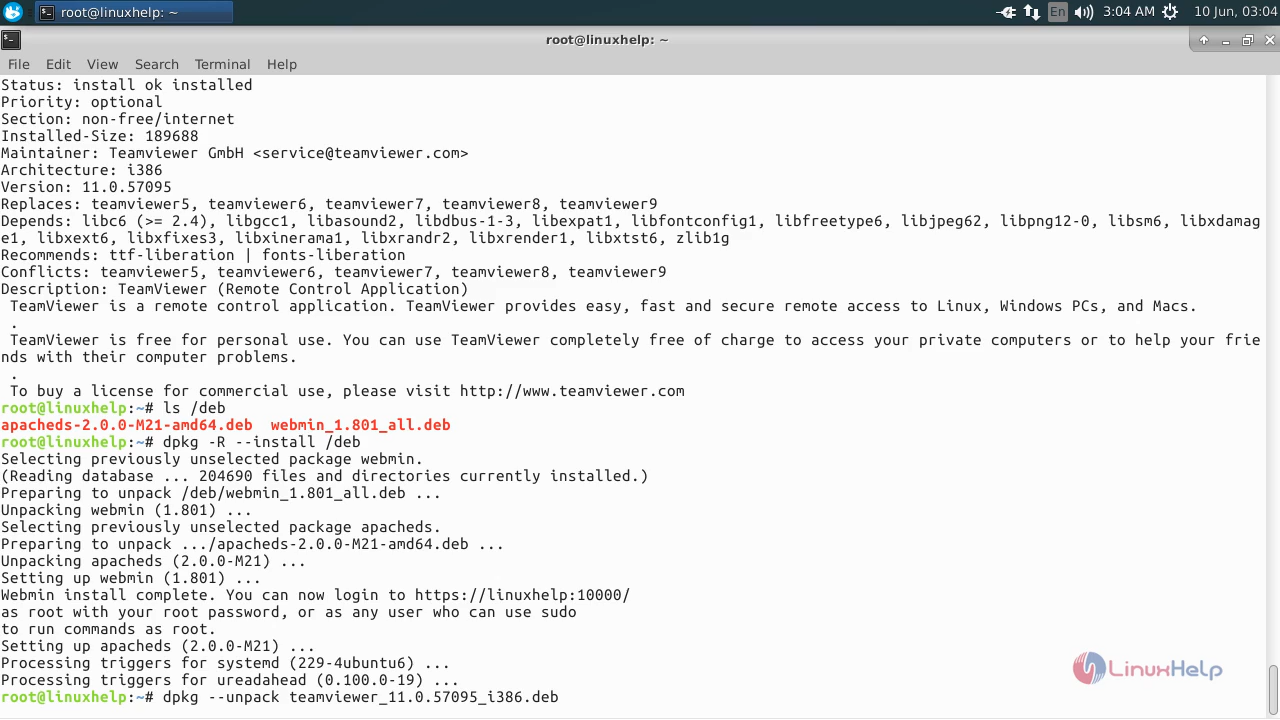 root@linuxhelp: ~
En
3:04 AM
10 Jun, 03:04
root@linuxhelp: ~
File Edit View Search Terminal Help
Status: install ok installed
Priority: optional
Section: non-free/internet
Installed-Size: 189688
Maintainer: Teamviewer GmbH <service@teamviewer.com>
Architecture: i386
Version: 11.0.57095
Replaces: teamviewer5, teamviewer6, teamviewer7, teamviewer8, teamviewer9
Depends: libc6 (>= 2.4), libgcc1, libasound2, libdbus-1-3, libexpat1, libfontconfig1, libfreetype6, libjpeg62, libpng12-0, libsm6, libxdamag
e1, libxext6, libxfixes3, libxinerama1, libxrandr2, libxrender1, libxtst6, zlib1g
Recommends: ttf-liberation | fonts-liberation
Conflicts: teamviewer5, teamviewer6, teamviewer7, teamviewer8, teamviewer9
Description: TeamViewer (Remote Control Application)
 TeamViewer is a remote control application. TeamViewer provides easy, fast and secure remote access to Linux, Windows PCs, and Macs.
 .
 TeamViewer is free for personal use. You can use TeamViewer completely free of charge to access your private computers or to help your frie
nds with their computer problems.
 .
 To buy a license for commercial use, please visit http://www.teamviewer.com
root@linuxhelp:~# ls /deb
apacheds-2.0.0-M21-amd64.deb  webmin_1.801_all.deb
root@linuxhelp:~# dpkg -R --install /deb
Selecting previously unselected package webmin.
(Reading database ... 204690 files and directories currently installed.)
Preparing to unpack /deb/webmin_1.801_all.deb ...
Unpacking webmin (1.801) ...
Selecting previously unselected package apacheds.
Preparing to unpack .../apacheds-2.0.0-M21-amd64.deb ...
Unpacking apacheds (2.0.0-M21) ...
Setting up webmin (1.801) ...
Webmin install complete. You can now login to https://linuxhelp:10000/
as root with your root password, or as any user who can use sudo
to run commands as root.
Setting up apacheds (2.0.0-M21) ...
Processing triggers for systemd (229-4ubuntu6) ...
Processing triggers for ureadahead (0.100.0-19) ...
root@linuxhelp:~# dpkg --unpack teamviewer_11.0.57095_i386.deb
LinuxHelp